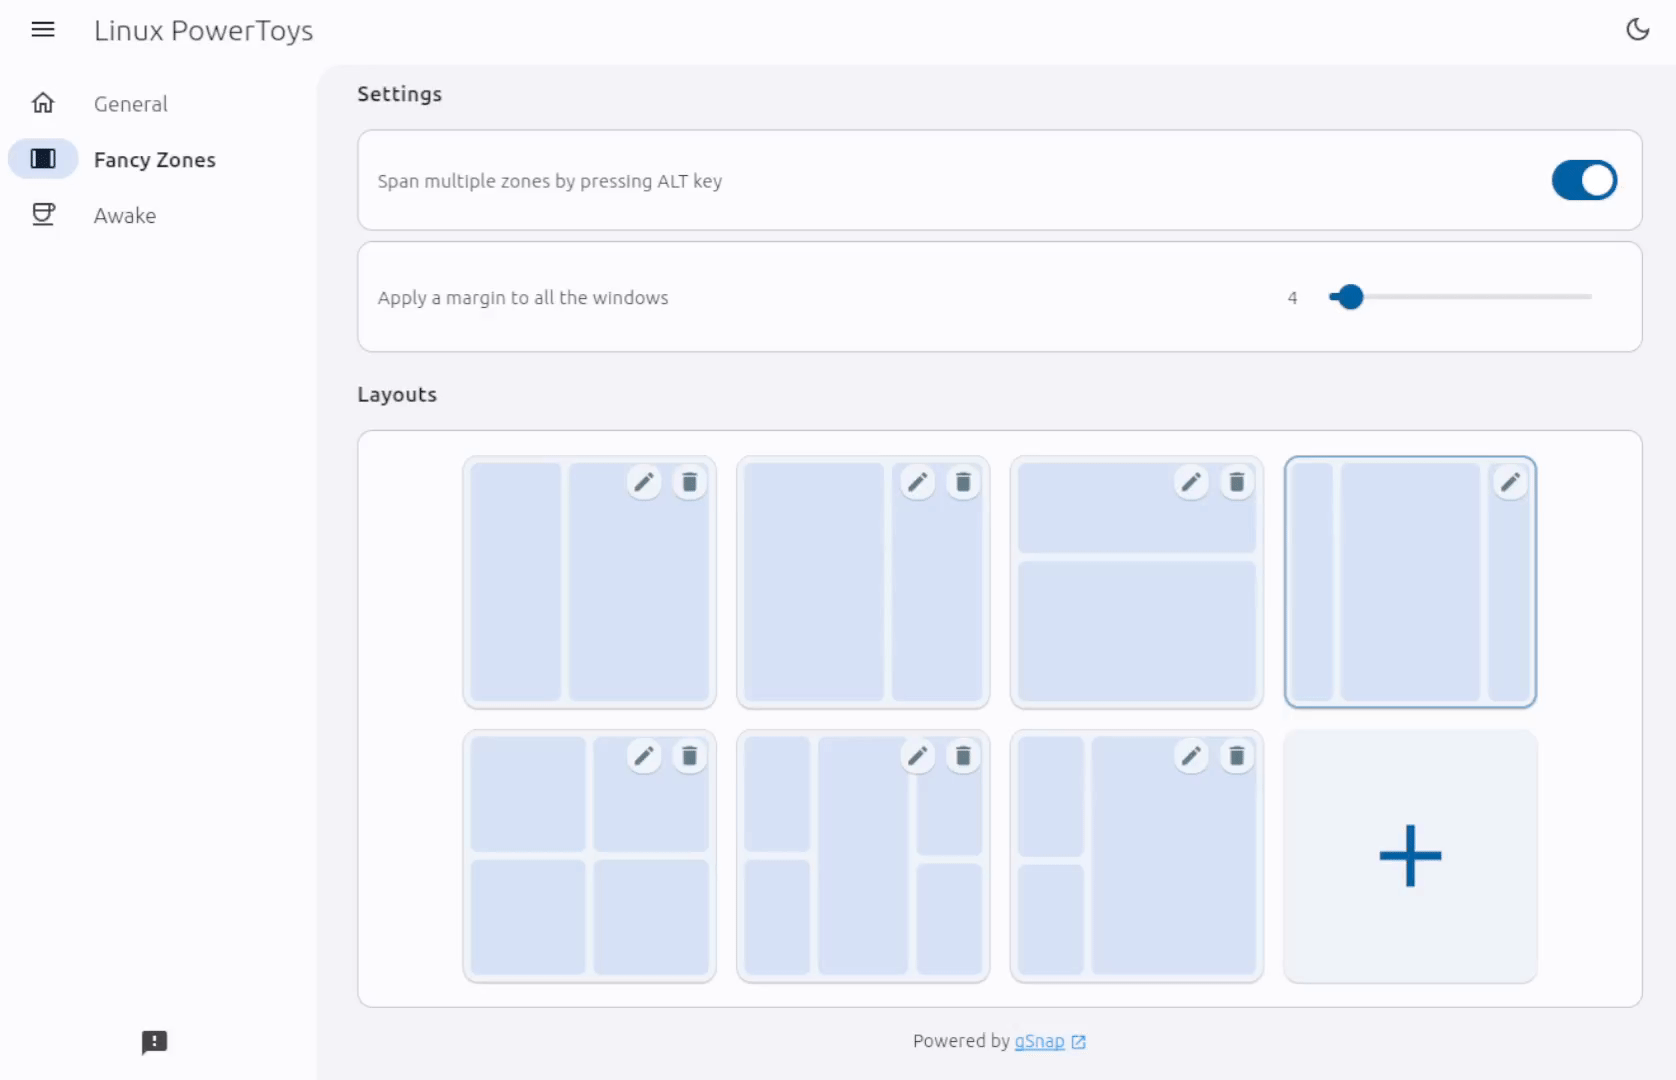 Linux PowerToys
General
Fancy Zones
Awake
Settings
Span multiple zones by pressing ALT key
Apply a margin to all the windows
4
Layouts
Powered by gSnap